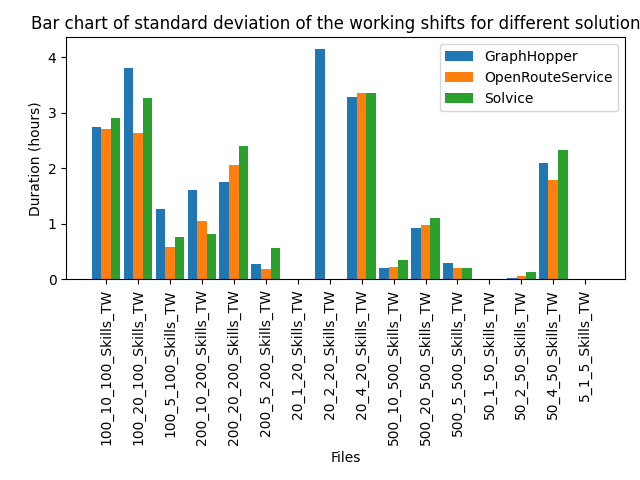 Bar chart of standard deviation of the working shifts for different solution
GraphHopper
OpenRouteService
Solvice
Duration (hours)
4
3
2
1
0
100_10_100_Skills_TW
100_20_100_Skills_TW
100_5_100_Skills_TW
200_10_200_Skills_TW
200_20_200_Skills_TW
200_5_200_Skills_TW
20_1_20_Skills_TW
20_2_20_Skills_TW
20_4_20_Skills_TW
500_10_500_Skills_TW
500_20_500_Skills_TW
500_5_500_Skills_TW
50_1_50_Skills_TW
50_2_50_Skills_TW
50_4_50_Skills_TW
5_1_5_Skills_TW
Files